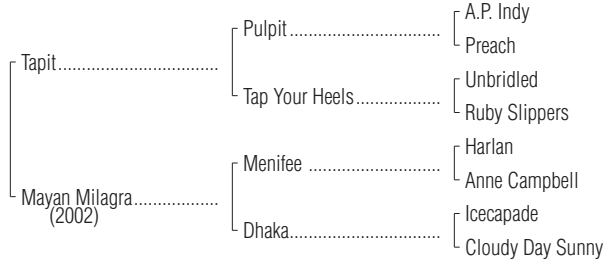 A.P. Indy
Pulpit
Preach
Tapit
Unbridled
Tap Your Heels
Ruby Slippers
Harlan
Menifee
Anne Campbell
Mayan Milagra
(2002)
Icecapade
Dhaka
Cloudy Day Sunny